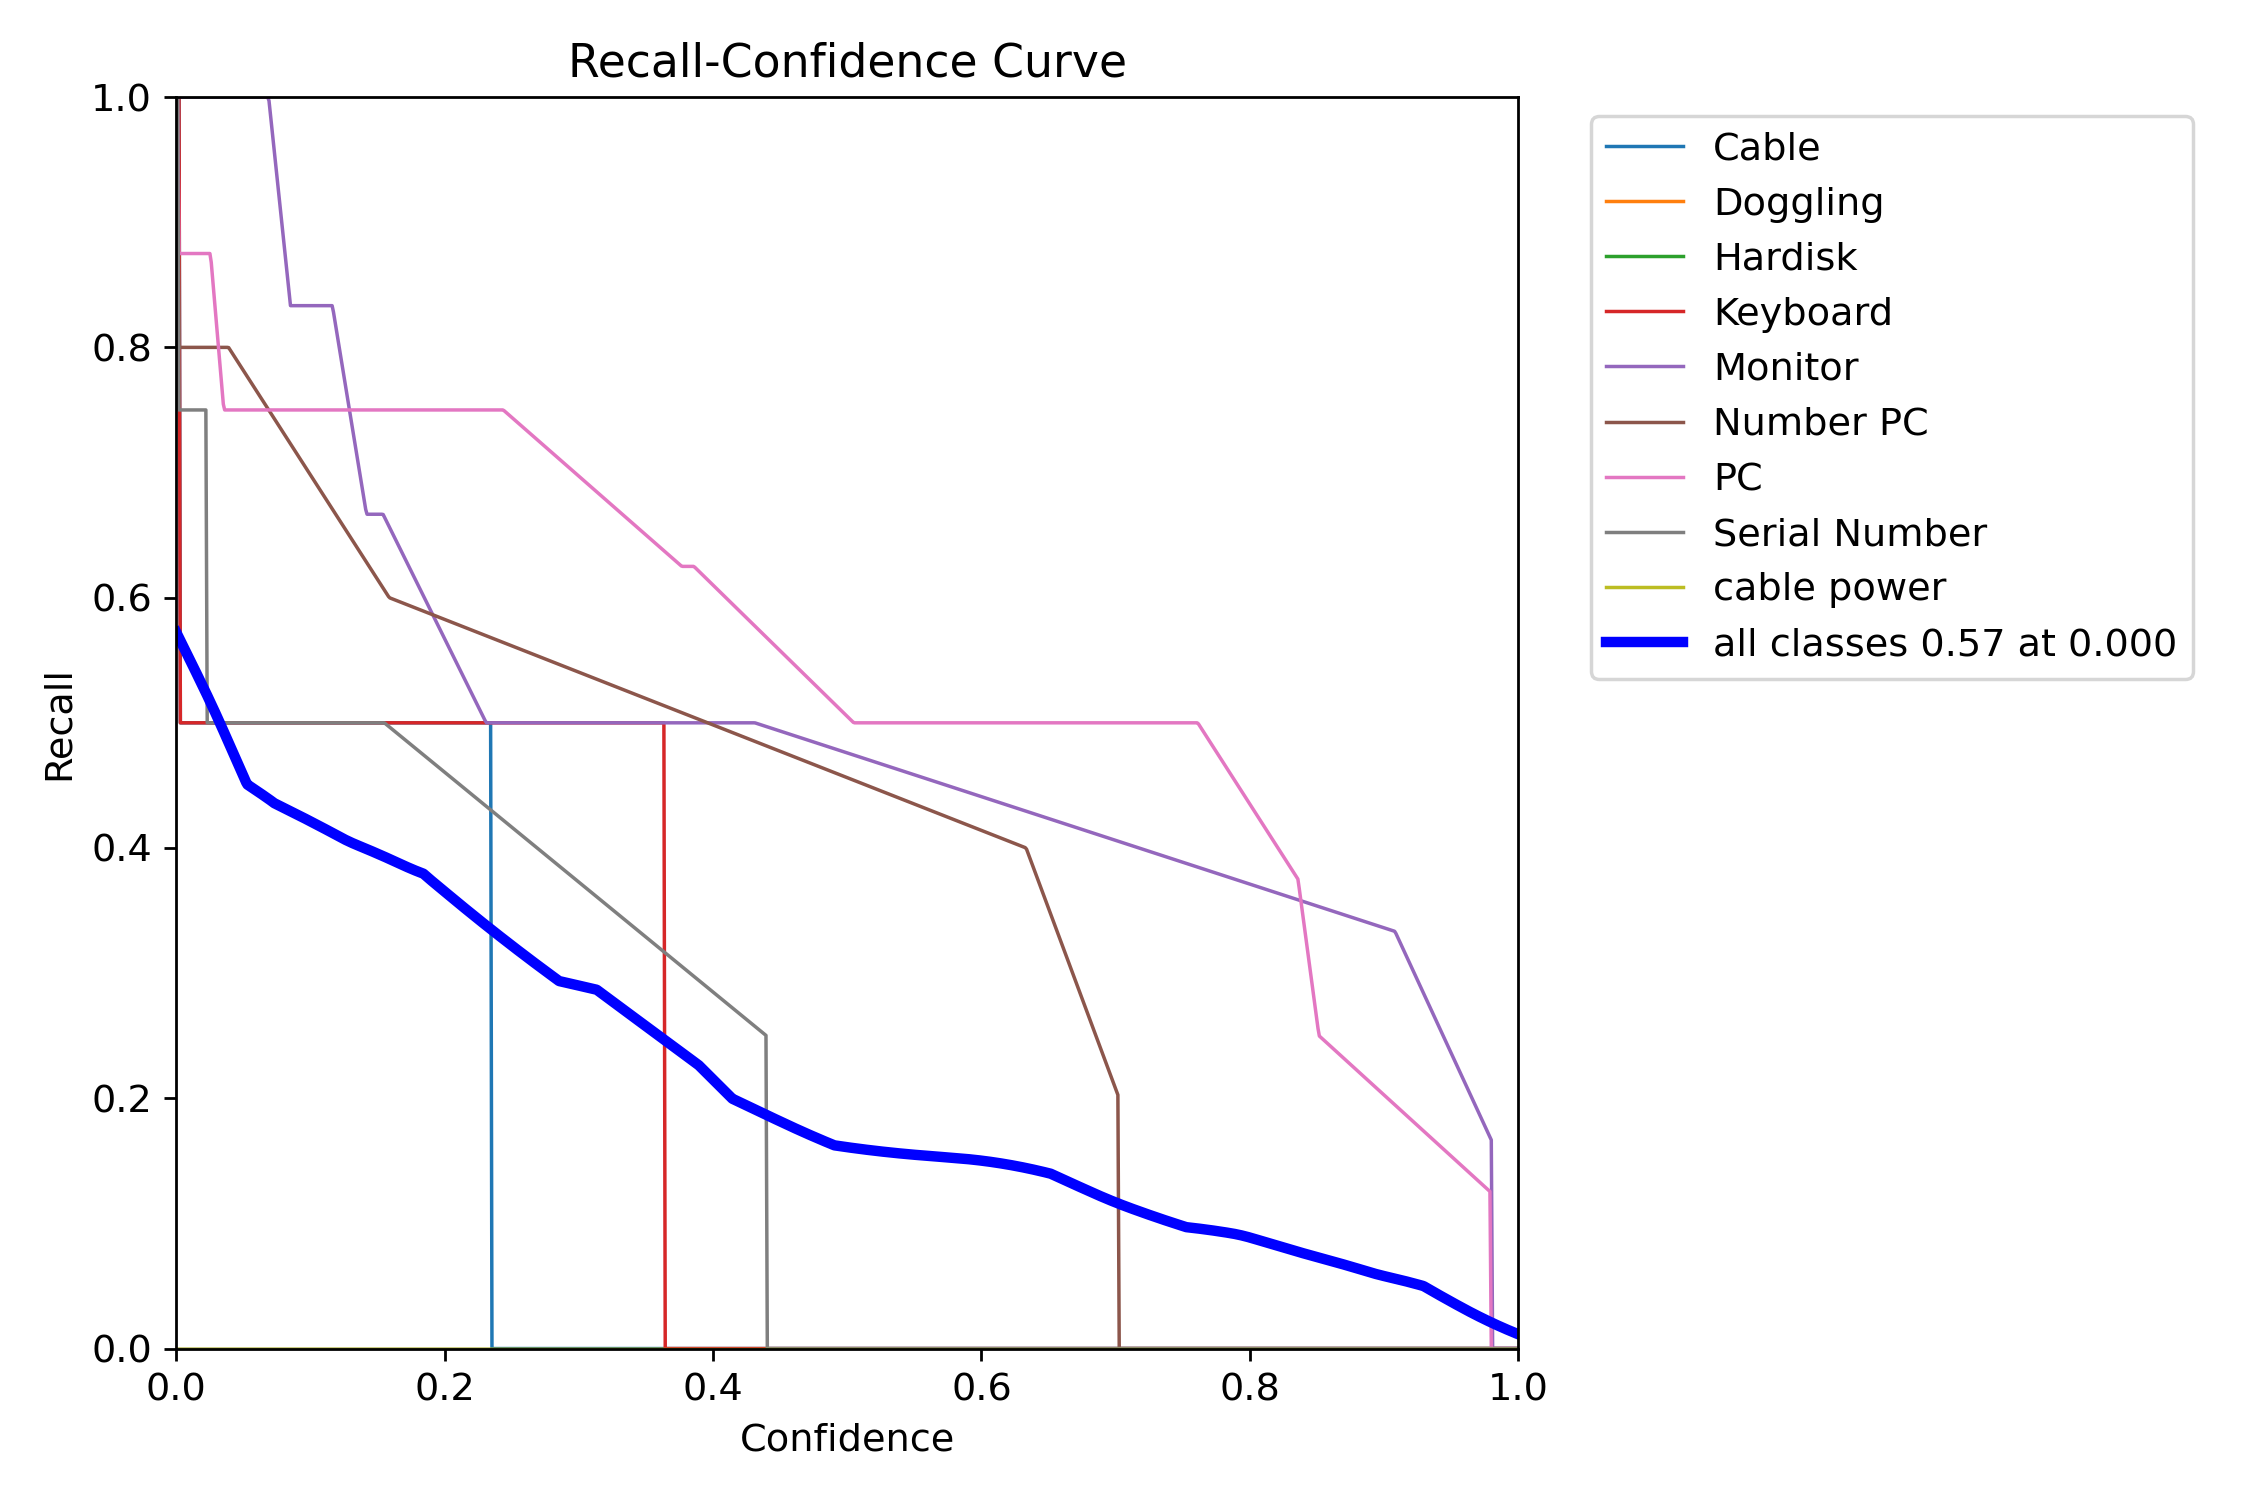 Recall-Confidence Curve
1.0
0.8
0.6
0.4
0.2
0.0
Recall
0.0 0.2 0.4 0.6 0.8 1.0
Confidence
Cable
Doggling
Hardisk
Keyboard
Monitor
Number PC
PC
Serial Number
cable power
all classes 0.57 at 0.000